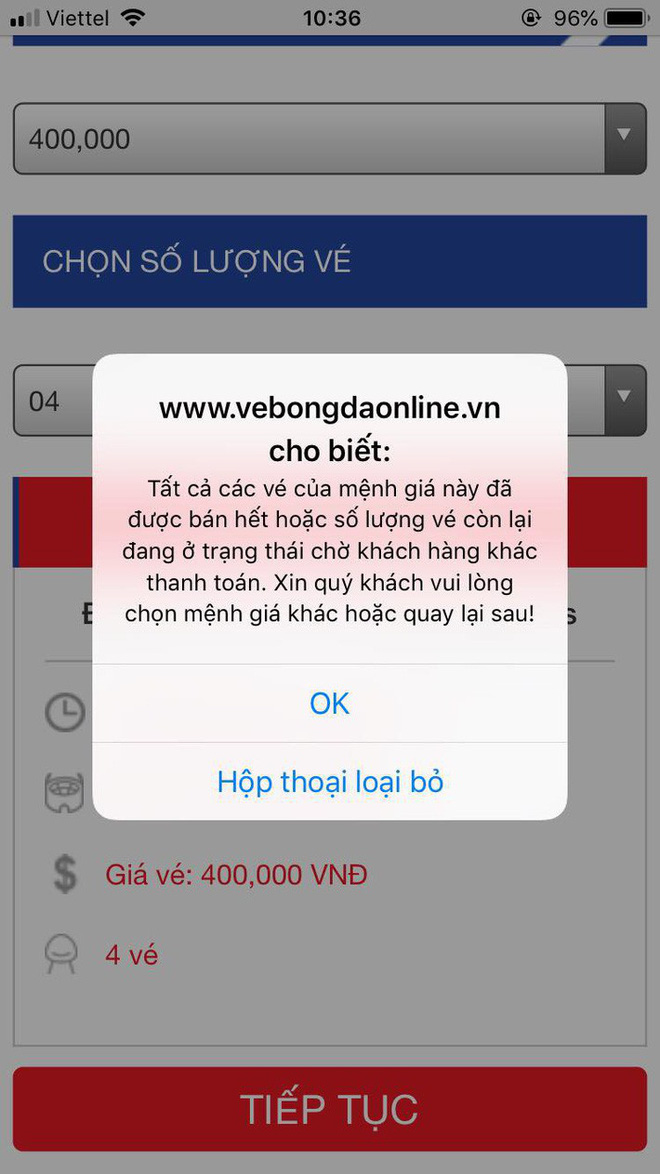 Viettel 10:36 96%
400,000
CHỌN SỐ LƯỢNG VÉ
04
www.vebongdaonline.vn
cho biết:
Tất cả các vé của mệnh giá này đã
được bán hết hoặc số lượng vé còn lại
đang ở trạng thái chờ khách hàng khác
thanh toán. Xin quý khách vui lòng
chọn mệnh giá khác hoặc quay lại sau!
OK
Hộp thoại loại bỏ
$ Giá vé: 400,000 VNĐ
4 vé
TIẾP TỤC